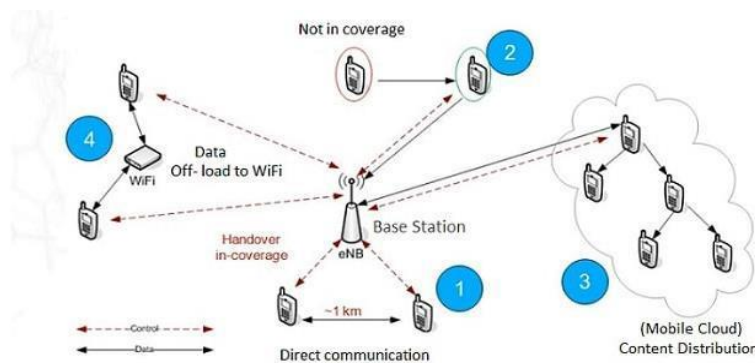 Not in coverage
2
4
WiFi
Data
Off- load to WiFi
Base Station
eNB
Handover
in-coverage
1
~1 km
Direct communication
3
(Mobile Cloud)
Content Distribution
Control
Data